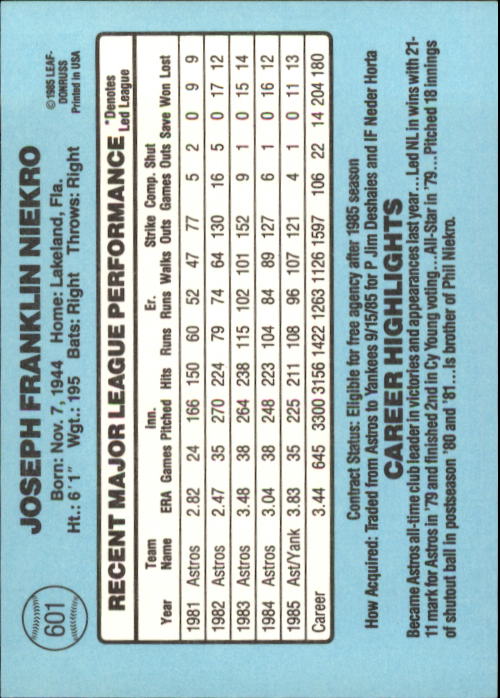 601
JOSEPH FRANKLIN NIEKRO
©1985 LEAF-
DONRUSS
Printed in USA
Born: Nov. 7, 1944 Home: Lakeland, Fla.
Ht.: 6'1" Wgt.: 195 Bats: Right Throws: Right
RECENT MAJOR LEAGUE PERFORMANCE *Denotes
Led League
Team Inn. Er. Strike Comp. Shut
Year Name ERA Games Pitched Hits Runs Runs Walks Outs Games Outs Save Won Lost
1981 Astros 2.82 24 166 150 60 52 47 77 5 2 0 9 9
1982 Astros 2.47 35 270 224 79 74 64 130 16 5 0 17 12
1983 Astros 3.48 38 264 238 115 102 101 152 9 1 0 15 14
1984 Astros 3.04 38 248 223 104 84 89 127 6 1 0 16 12
1985 Ast/Yank 3.83 35 225 211 108 96 107 121 4 1 0 11 13
Career 3.44 645 3300 3156 1422 1263 1126 1597 106 22 14 204 180
Contract Status: Eligible for free agency after 1985 season
How Acquired: Traded from Astros to Yankees 9/15/85 for P Jim Deshaies and IF Neder Horta
CAREER HIGHLIGHTS
Became Astros all-time club leader in victories and appearances last year...Led NL in wins with 21-
11 mark for Astros in '79 and finished 2nd in Cy Young voting...All-Star in '79...Pitched 18 innings
of shutout ball in postseason '80 and '81...Is brother of Phil Niekro.